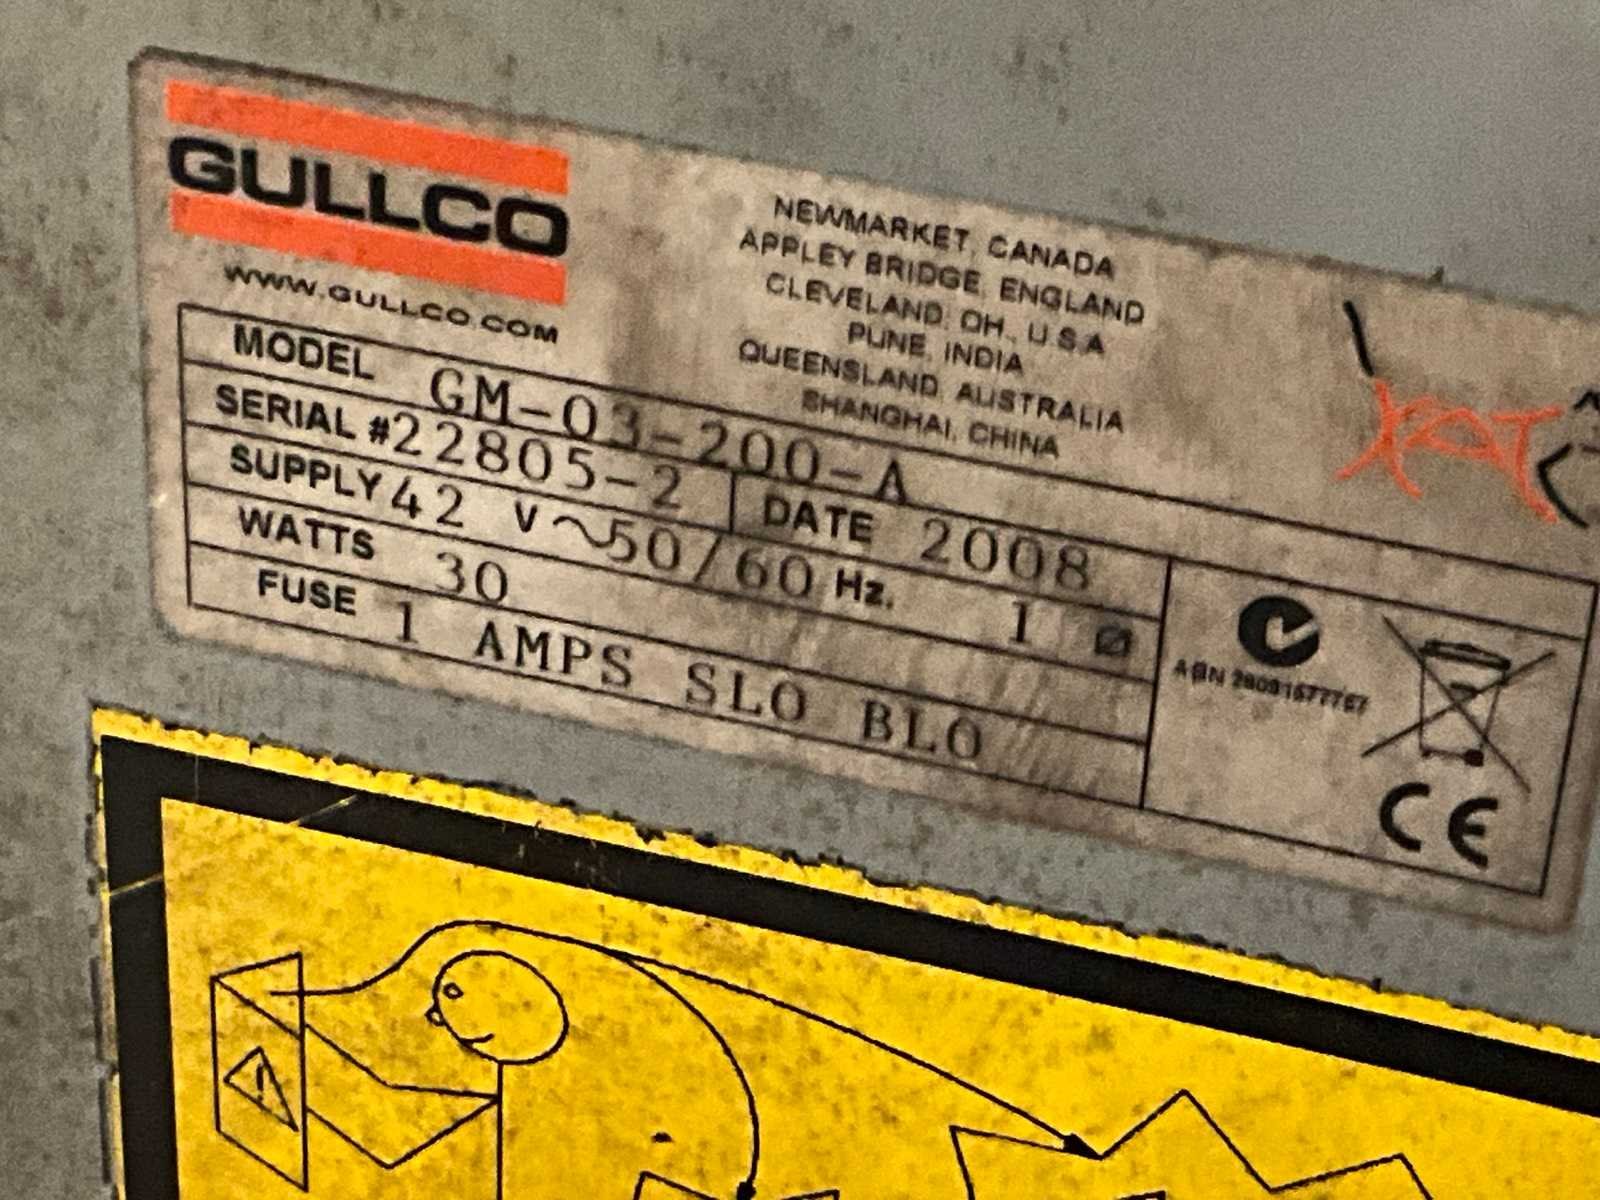 GULLCO
WWW.GULLCO.COM
NEWMARKET, CANADA
APPLEY BRIDGE, ENGLAND
CLEVELAND, OH., U.S.A
PUNE, INDIA
QUEENSLAND, AUSTRALIA
SHANGHAI, CHINA
MODEL GM-03-200-A
SERIAL #22805-2 DATE 2008
SUPPLY 42 V~50/60 Hz. 1 Ø
WATTS 30
FUSE 1 AMPS SLO BLO
ABN
CE